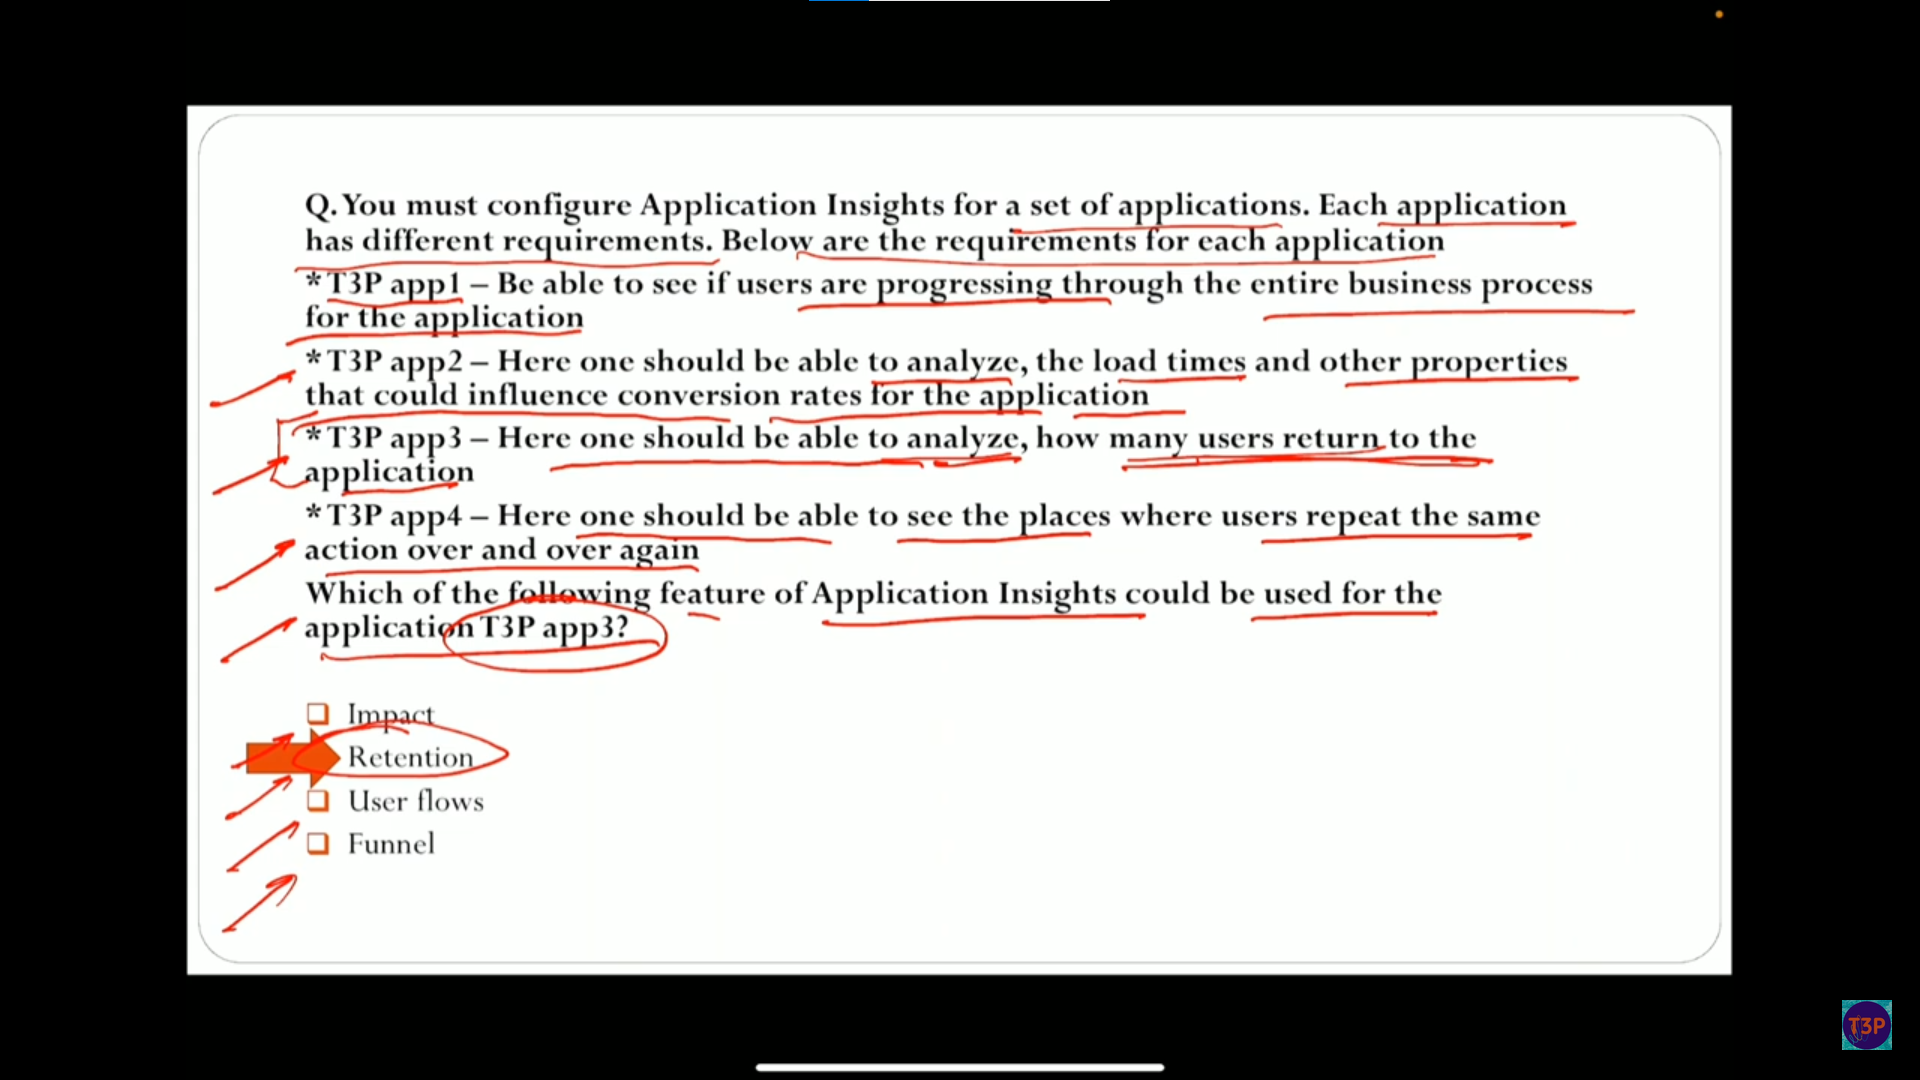 Q. You must configure Application Insights for a set of applications. Each application
has different requirements. Below are the requirements for each application
*T3P app1 – Be able to see if users are progressing through the entire business process
for the application
*T3P app2 – Here one should be able to analyze, the load times and other properties
that could influence conversion rates for the application
*T3P app3 – Here one should be able to analyze, how many users return to the
application
*T3P app4 – Here one should be able to see the places where users repeat the same
action over and over again
Which of the following feature of Application Insights could be used for the
application T3P app3?
Impact
Retention
User flows
Funnel
T3P